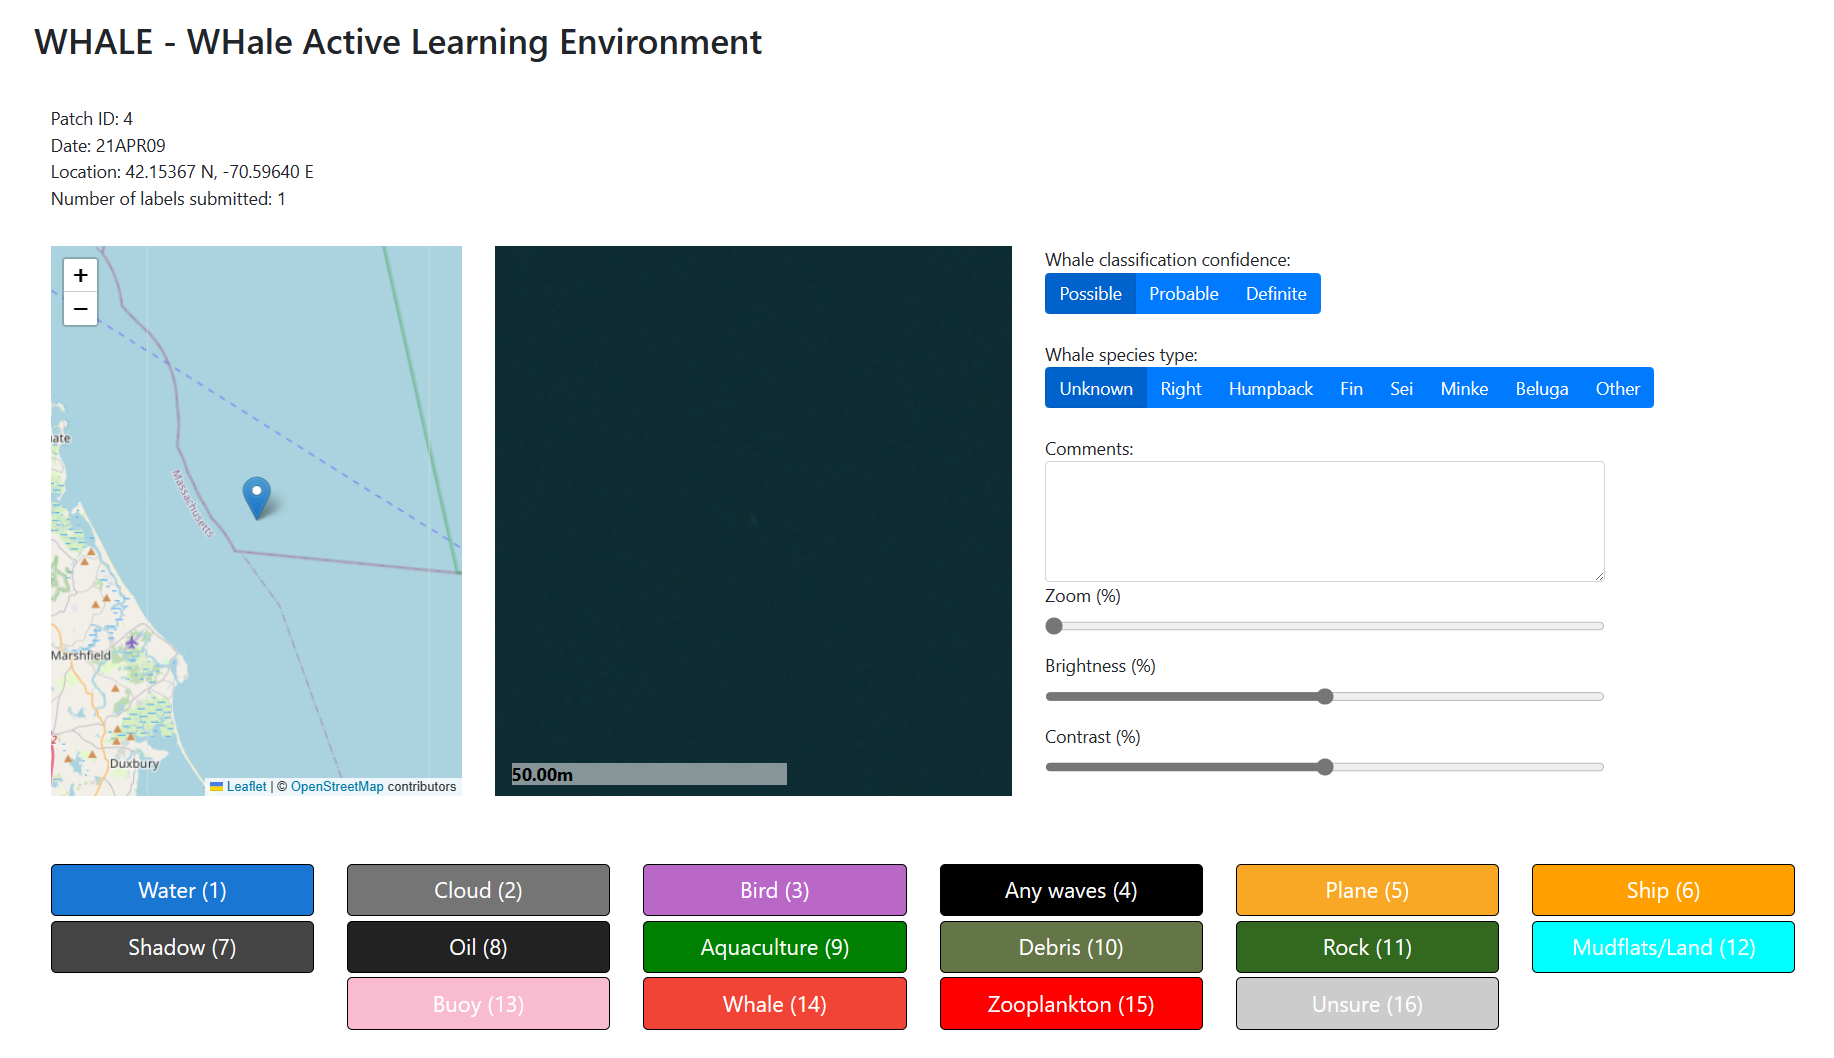 WHALE - WHale Active Learning Environment
Patch ID: 4
Date: 21APR09
Location: 42.15367 N, -70.59640 E
Number of labels submitted: 1
+
−
ate
Massachusetts
Marshfield
2
Duxbury
Leaflet | © OpenStreetMap contributors
50.00m
Whale classification confidence:
Possible Probable Definite
Whale species type:
Unknown Right Humpback Fin Sei Minke Beluga Other
Comments:
Zoom (%)
Brightness (%)
Contrast (%)
Water (1) Cloud (2) Bird (3) Any waves (4) Plane (5) Ship (6)
Shadow (7) Oil (8) Aquaculture (9) Debris (10) Rock (11) Mudflats/Land (12)
Buoy (13) Whale (14) Zooplankton (15) Unsure (16)